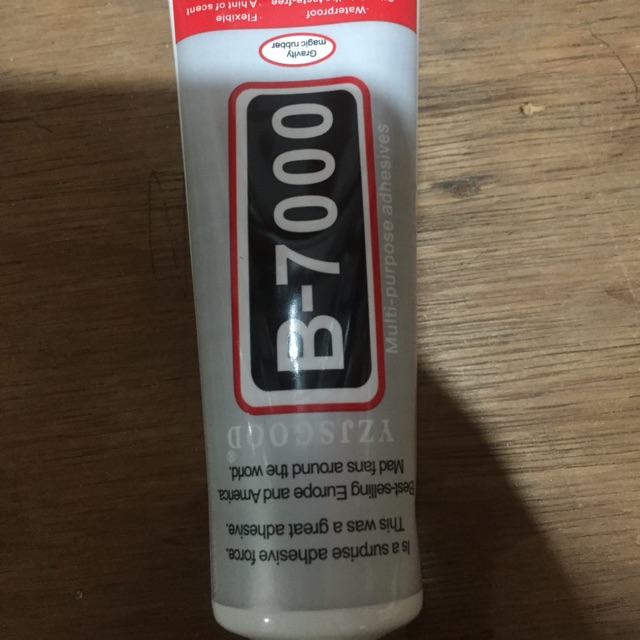 Is a surprise adhesive force.
This was a great adhesive.
Best-selling Europe and America.
Mad fans around the world.
YZJSGOOD®
B-7000
Multi-purpose adhesives
Gravity
magic rubber
·Flexible
·A hint of scent
·Waterproof